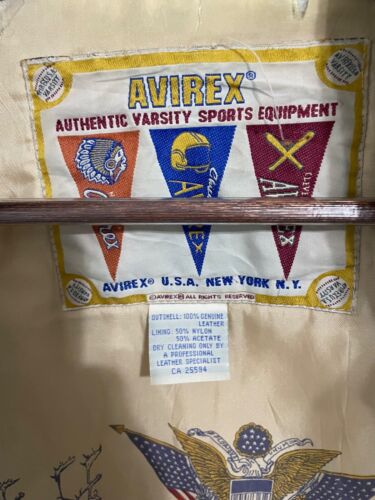 AVIREX®
AUTHENTIC VARSITY SPORTS EQUIPMENT
AVIREX® U.S.A. NEW YORK N.Y.
©AVIREX ALL RIGHTS RESERVED
OUTSHELL: 100% GENUINE
LEATHER
LINING: 50% NYLON
50% ACETATE
DRY CLEANING ONLY BY
A PROFESSIONAL
LEATHER SPECIALIST
CA 25594